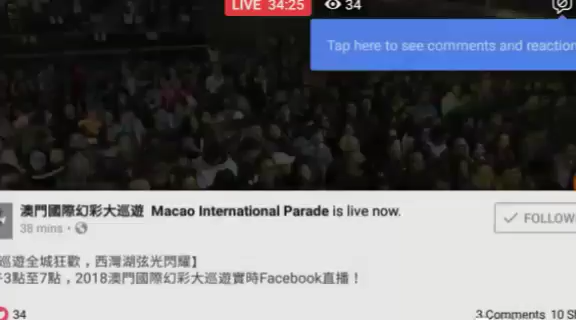 LIVE 34:25 34
Tap here to see comments and reaction
澳門國際幻彩大巡遊 Macao International Parade is live now.
38 mins
FOLLOW
巡遊全城狂歡，西灣湖弦光閃耀】
3點至7點，2018澳門國際幻彩大巡遊實時Facebook直播！
34
3 Comments 10 S